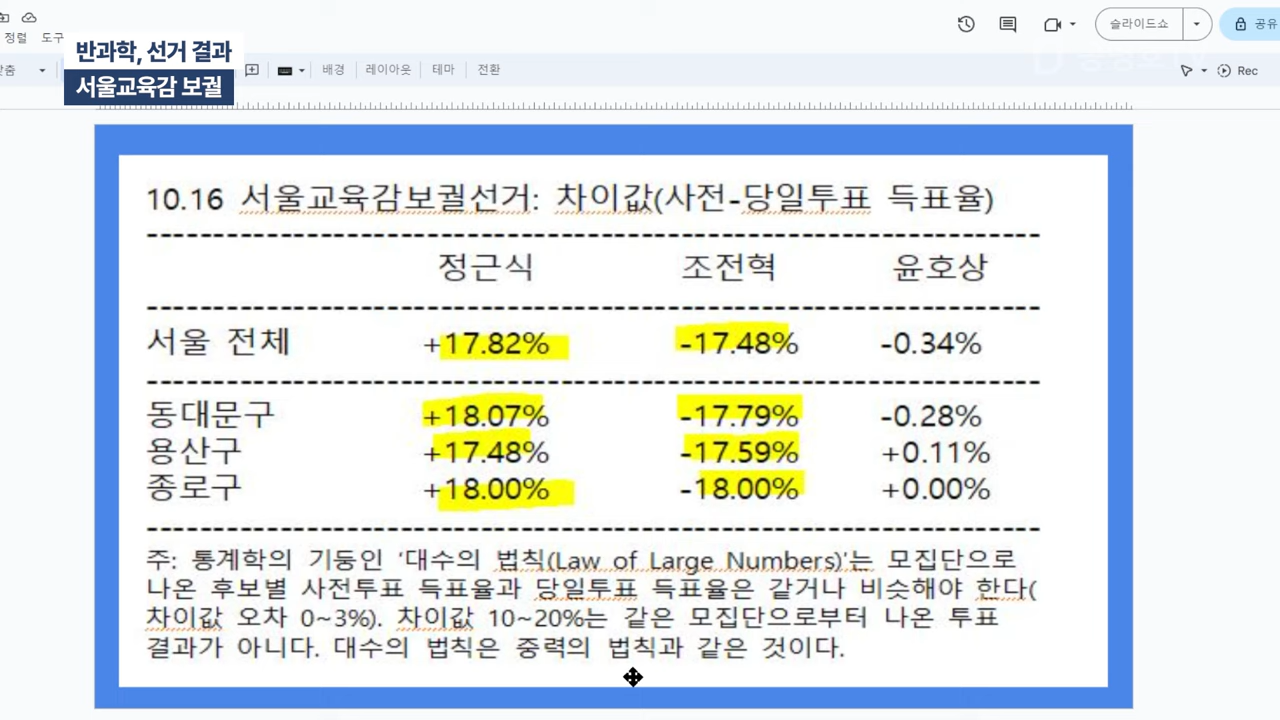 정렬 도구
반과학, 선거 결과
서울교육감 보궐
배경 레이아웃 테마 전환
슬라이드쇼
공유
Rec
10.16 서울교육감보궐선거: 차이값(사전-당일투표 득표율)
정근식 조전혁 윤호상
서울 전체 +17.82% -17.48% -0.34%
동대문구 +18.07% -17.79% -0.28%
용산구 +17.48% -17.59% +0.11%
종로구 +18.00% -18.00% +0.00%
주: 통계학의 기둥인 ‘대수의 법칙(Law of Large Numbers)’는 모집단으로
나온 후보별 사전투표 득표율과 당일투표 득표율은 같거나 비슷해야 한다(
차이값 오차 0~3%). 차이값 10~20%는 같은 모집단으로부터 나온 투표
결과가 아니다. 대수의 법칙은 중력의 법칙과 같은 것이다.